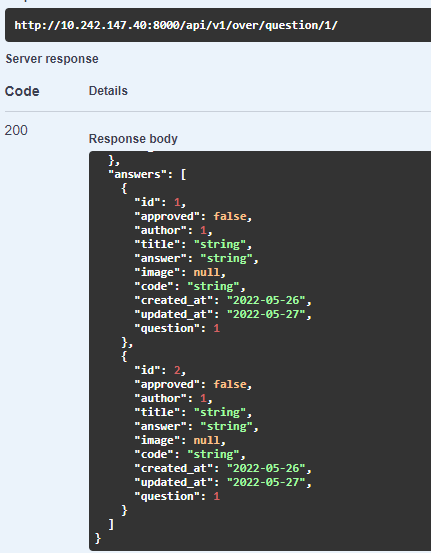 http://10.242.147.40:8000/api/v1/over/question/1/
Server response
Code Details
200
Response body
},
"answers": [
{
"id": 1,
"approved": false,
"author": 1,
"title": "string",
"answer": "string",
"image": null,
"code": "string",
"created_at": "2022-05-26",
"updated_at": "2022-05-27",
"question": 1
},
{
"id": 2,
"approved": false,
"author": 1,
"title": "string",
"answer": "string",
"image": null,
"code": "string",
"created_at": "2022-05-26",
"updated_at": "2022-05-27",
"question": 1
}
]
}